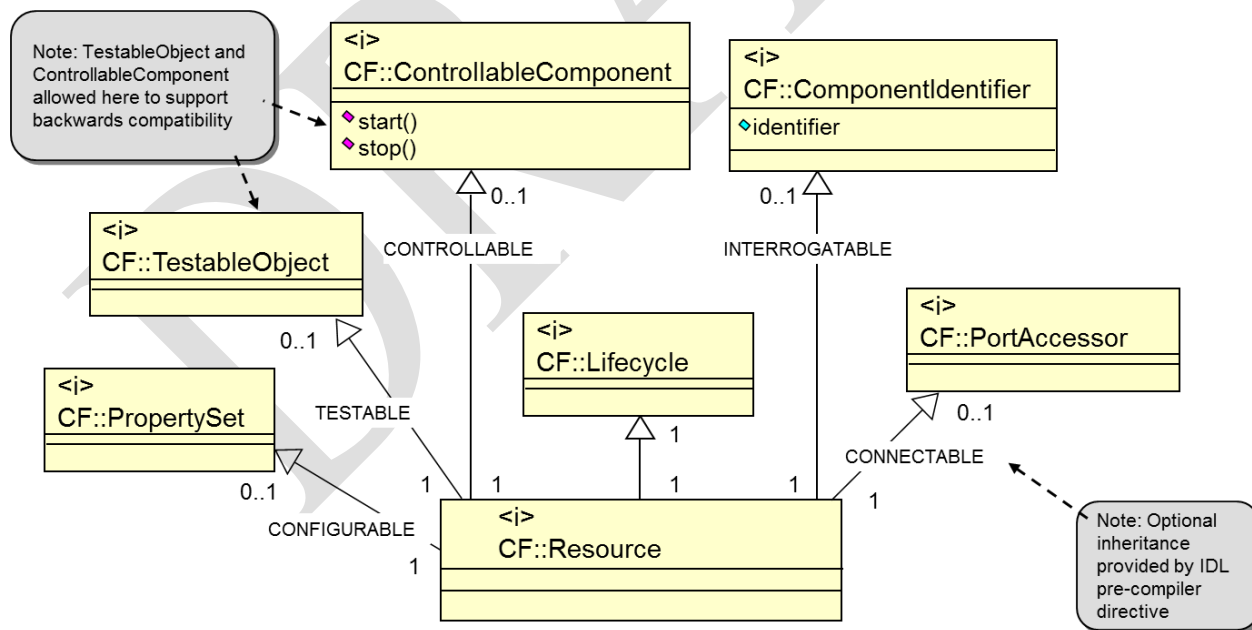 Note: TestableObject and
ControllableComponent
allowed here to support
backwards compatibility
<i>
CF::ControllableComponent
start()
stop()
<i>
CF::ComponentIdentifier
identifier
0..1
0..1
<i>
CF::TestableObject
CONTROLLABLE
INTERROGATABLE
0..1
<i>
CF::Lifecycle
<i>
CF::PortAccessor
<i>
CF::PropertySet
TESTABLE
0..1
1
CONNECTABLE
0..1
1
1
1
1
1
CONFIGURABLE
1
<i>
CF::Resource
Note: Optional
inheritance
provided by IDL
pre-compiler
directive